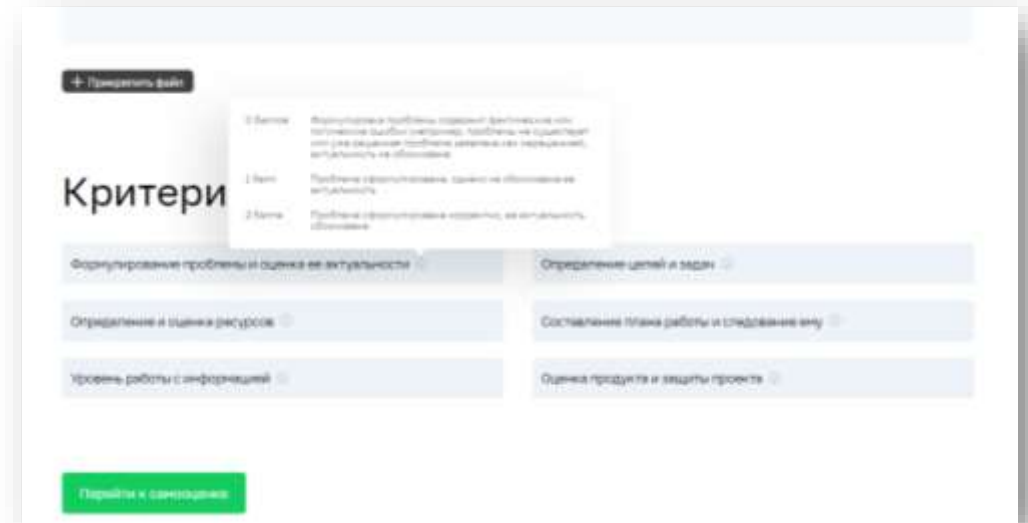 + Прикрепить файл
0 баллов Формулировка проблемы содержит фактические или
логические ошибки (например, проблемы не существует
или уже решенная проблема заявлена как нерешенная),
актуальность не обоснована
1 балл Проблема сформулирована, однако не обоснована ее
актуальность
2 балла Проблема сформулирована корректно, ее актуальность
обоснована
Критери
Формулирование проблемы и оценка ее актуальности
Определение целей и задач
Определение и оценка ресурсов
Составление плана работы и следование ему
Уровень работы с информацией
Оценка продукта и защиты проекта
Перейти к самооценке